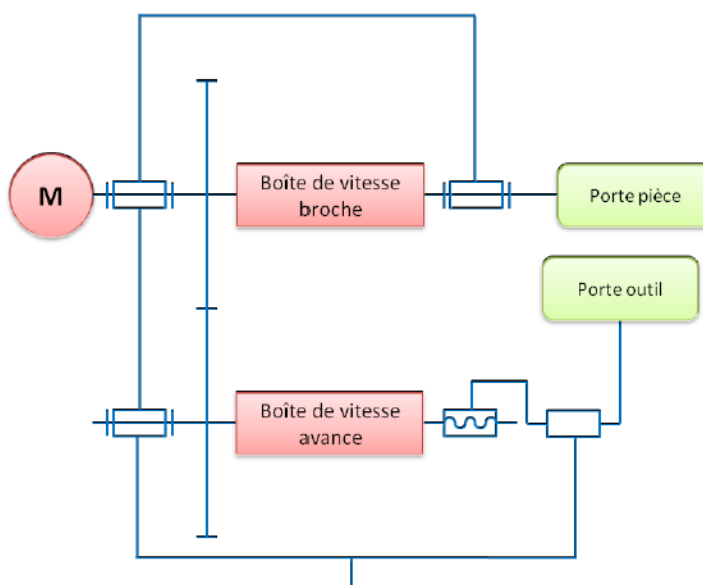 M
Boîte de vitesse
broche
Porte pièce
Porte outil
Boîte de vitesse
avance